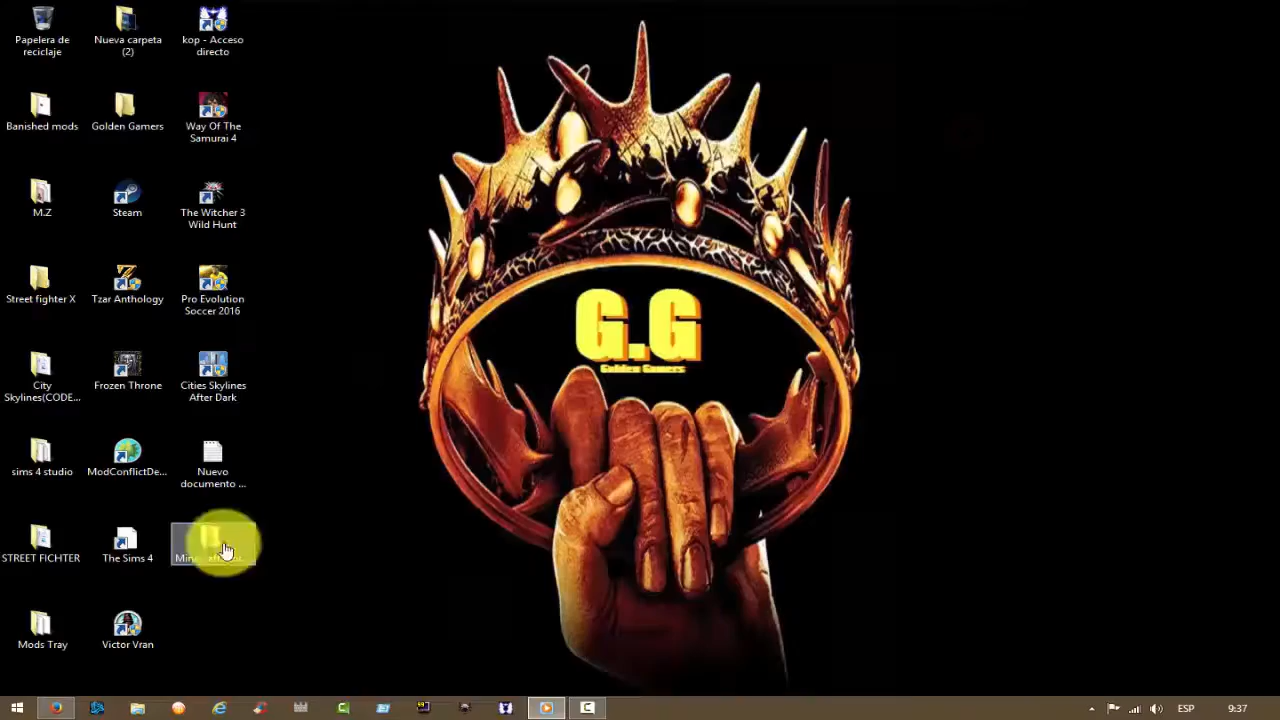 Papelera de
reciclaje
Nueva carpeta
(2)
kop - Acceso
directo
Banished mods
Golden Gamers
Way Of The
Samurai 4
M.Z
Steam
The Witcher 3
Wild Hunt
Street fighter X
Tzar Anthology
Pro Evolution
Soccer 2016
City
Skylines(CODE...
Frozen Throne
Cities Skylines
After Dark
sims 4 studio
ModConflictDe...
Nuevo
documento ...
STREET FICHTER
The Sims 4
Mods Tray
Victor Vran
G.G
Golden Gamers
ESP
9:37